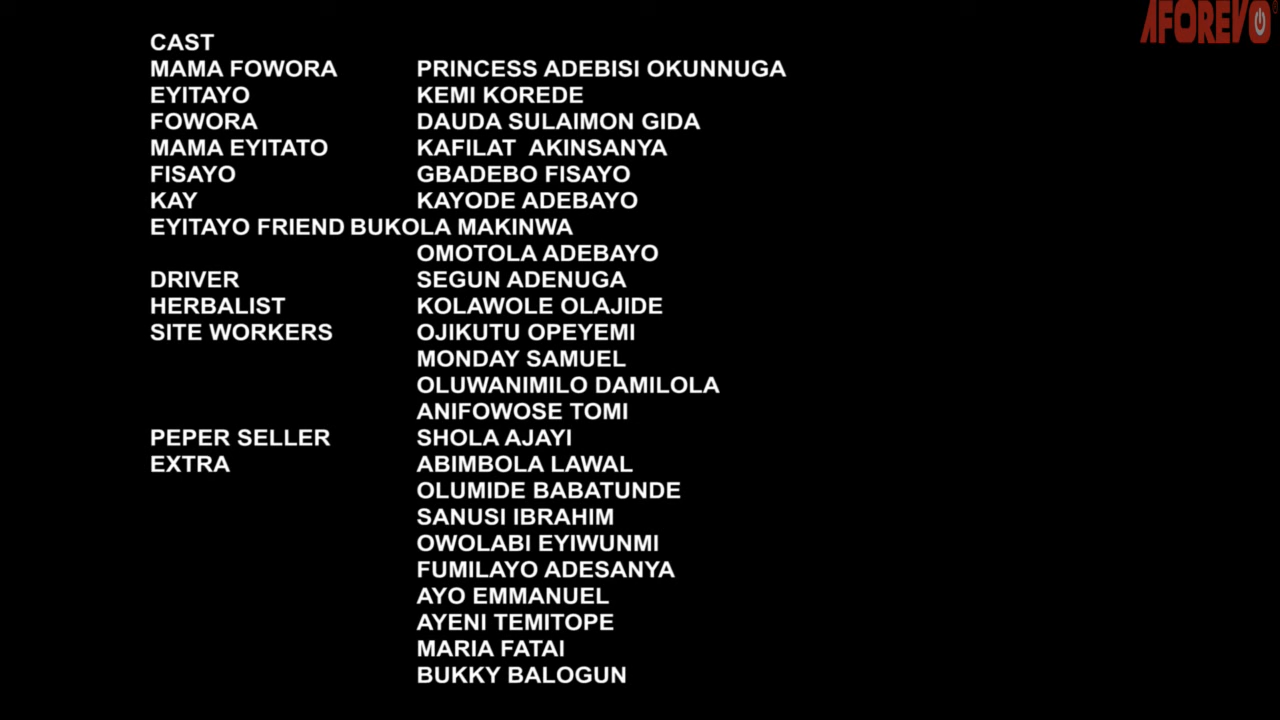 AFOREVO
CAST
MAMA FOWORA PRINCESS ADEBISI OKUNNUGA
EYITAYO KEMI KOREDE
FOWORA DAUDA SULAIMON GIDA
MAMA EYITATO KAFILAT AKINSANYA
FISAYO GBADEBO FISAYO
KAY KAYODE ADEBAYO
EYITAYO FRIEND BUKOLA MAKINWA
OMOTOLA ADEBAYO
DRIVER SEGUN ADENUGA
HERBALIST KOLAWOLE OLAJIDE
SITE WORKERS OJIKUTU OPEYEMI
MONDAY SAMUEL
OLUWANIMILO DAMILOLA
ANIFOWOSE TOMI
PEPER SELLER SHOLA AJAYI
EXTRA ABIMBOLA LAWAL
OLUMIDE BABATUNDE
SANUSI IBRAHIM
OWOLABI EYIWUNMI
FUMILAYO ADESANYA
AYO EMMANUEL
AYENI TEMITOPE
MARIA FATAI
BUKKY BALOGUN